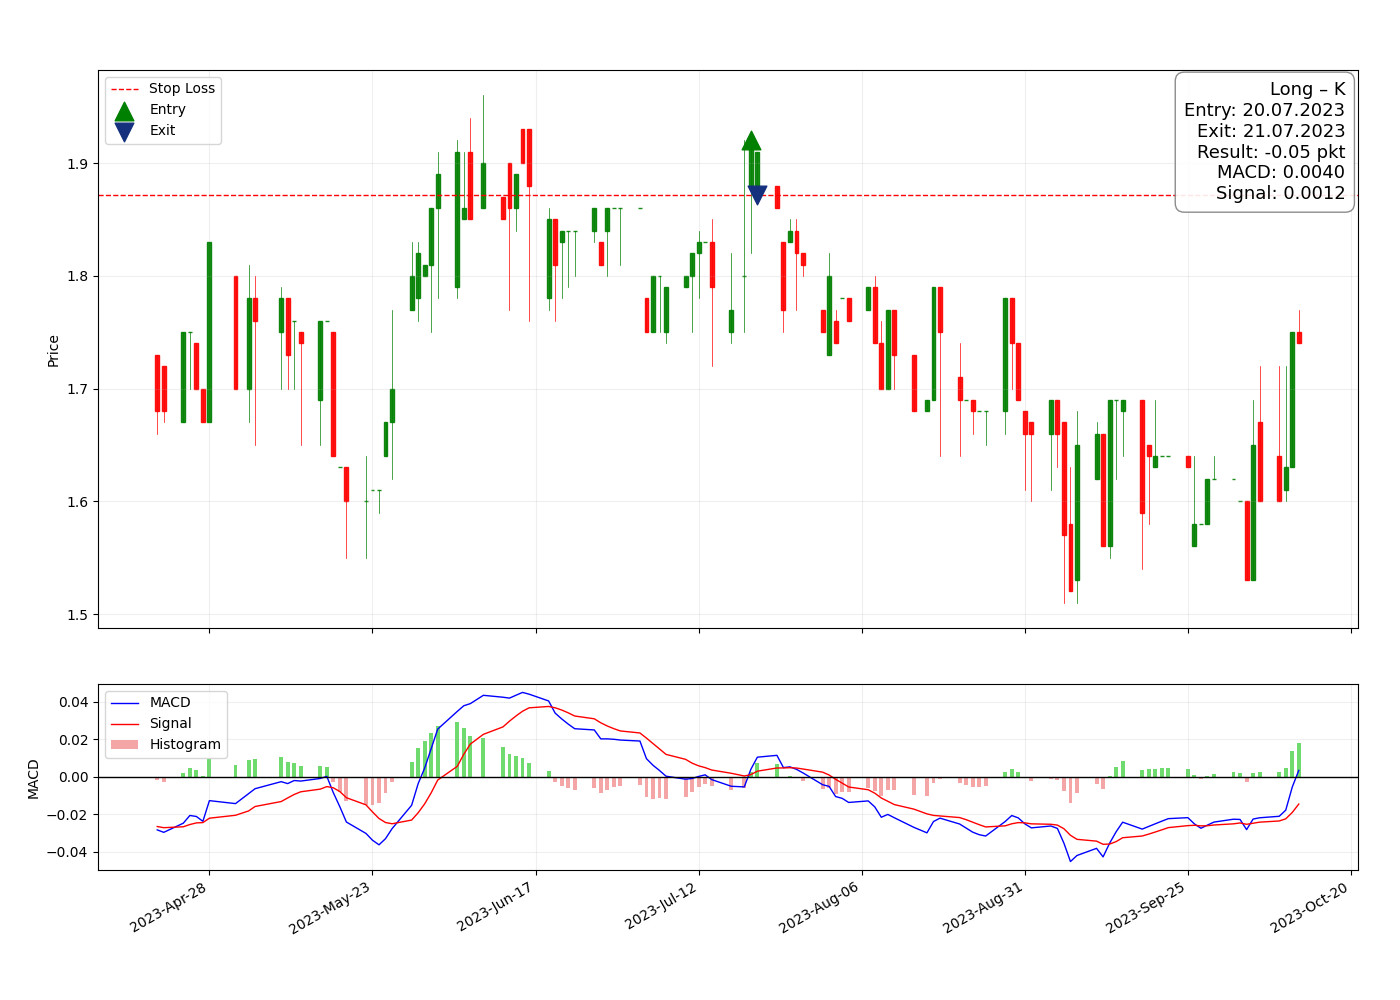 Stop Loss
Entry
Exit
Long – K
Entry: 20.07.2023
Exit: 21.07.2023
Result: -0.05 pkt
MACD: 0.0040
Signal: 0.0012
Price
1.9
1.8
1.7
1.6
1.5
MACD
Signal
Histogram
MACD
0.04
0.02
0.00
−0.02
−0.04
2023-Apr-28
2023-May-23
2023-Jun-17
2023-Jul-12
2023-Aug-06
2023-Aug-31
2023-Sep-25
2023-Oct-20